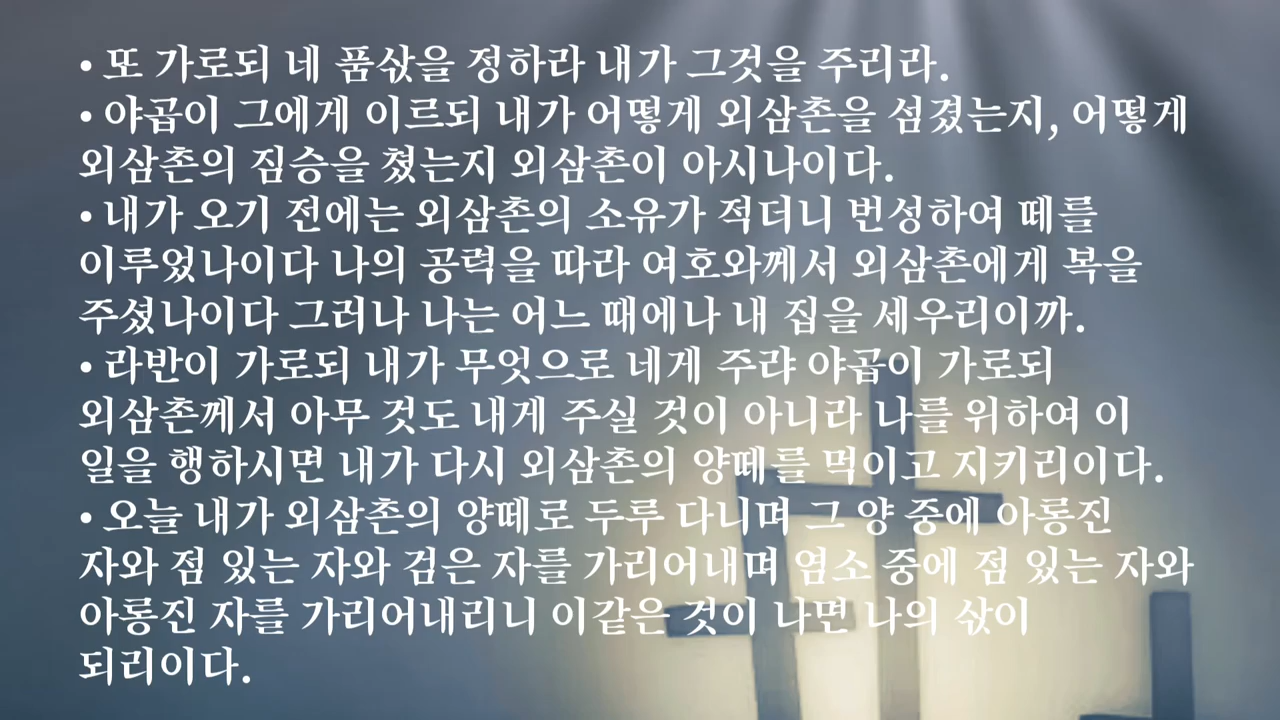 • 또 가로되 네 품삯을 정하라 내가 그것을 주리라.
• 야곱이 그에게 이르되 내가 어떻게 외삼촌을 섬겼는지, 어떻게
외삼촌의 짐승을 쳤는지 외삼촌이 아시나이다.
• 내가 오기 전에는 외삼촌의 소유가 적더니 번성하여 떼를
이루었나이다 나의 공력을 따라 여호와께서 외삼촌에게 복을
주셨나이다 그러나 나는 어느 때에나 내 집을 세우리이까.
• 라반이 가로되 내가 무엇으로 네게 주랴 야곱이 가로되
외삼촌께서 아무 것도 내게 주실 것이 아니라 나를 위하여 이
일을 행하시면 내가 다시 외삼촌의 양떼를 먹이고 지키리이다.
• 오늘 내가 외삼촌의 양떼로 두루 다니며 그 양 중에 아롱진
자와 점 있는 자와 검은 자를 가리어내며 염소 중에 점 있는 자와
아롱진 자를 가리어내리니 이같은 것이 나면 나의 삯이
되리이다.